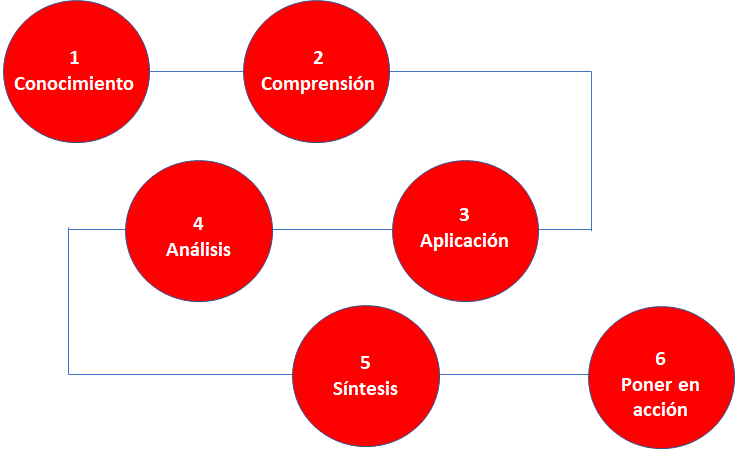 1
Conocimiento
2
Comprensión
3
Aplicación
4
Análisis
5
Síntesis
6
Poner en
acción